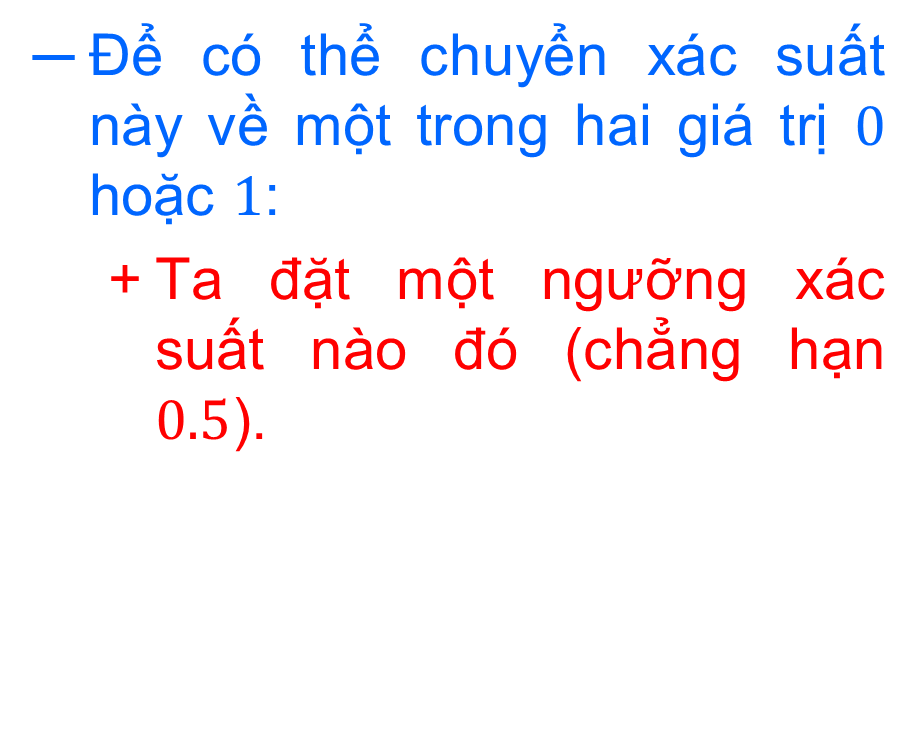 – Để có thể chuyển xác suất
này về một trong hai giá trị 0
hoặc 1:
+ Ta đặt một ngưỡng xác
suất nào đó (chẳng hạn
0.5).